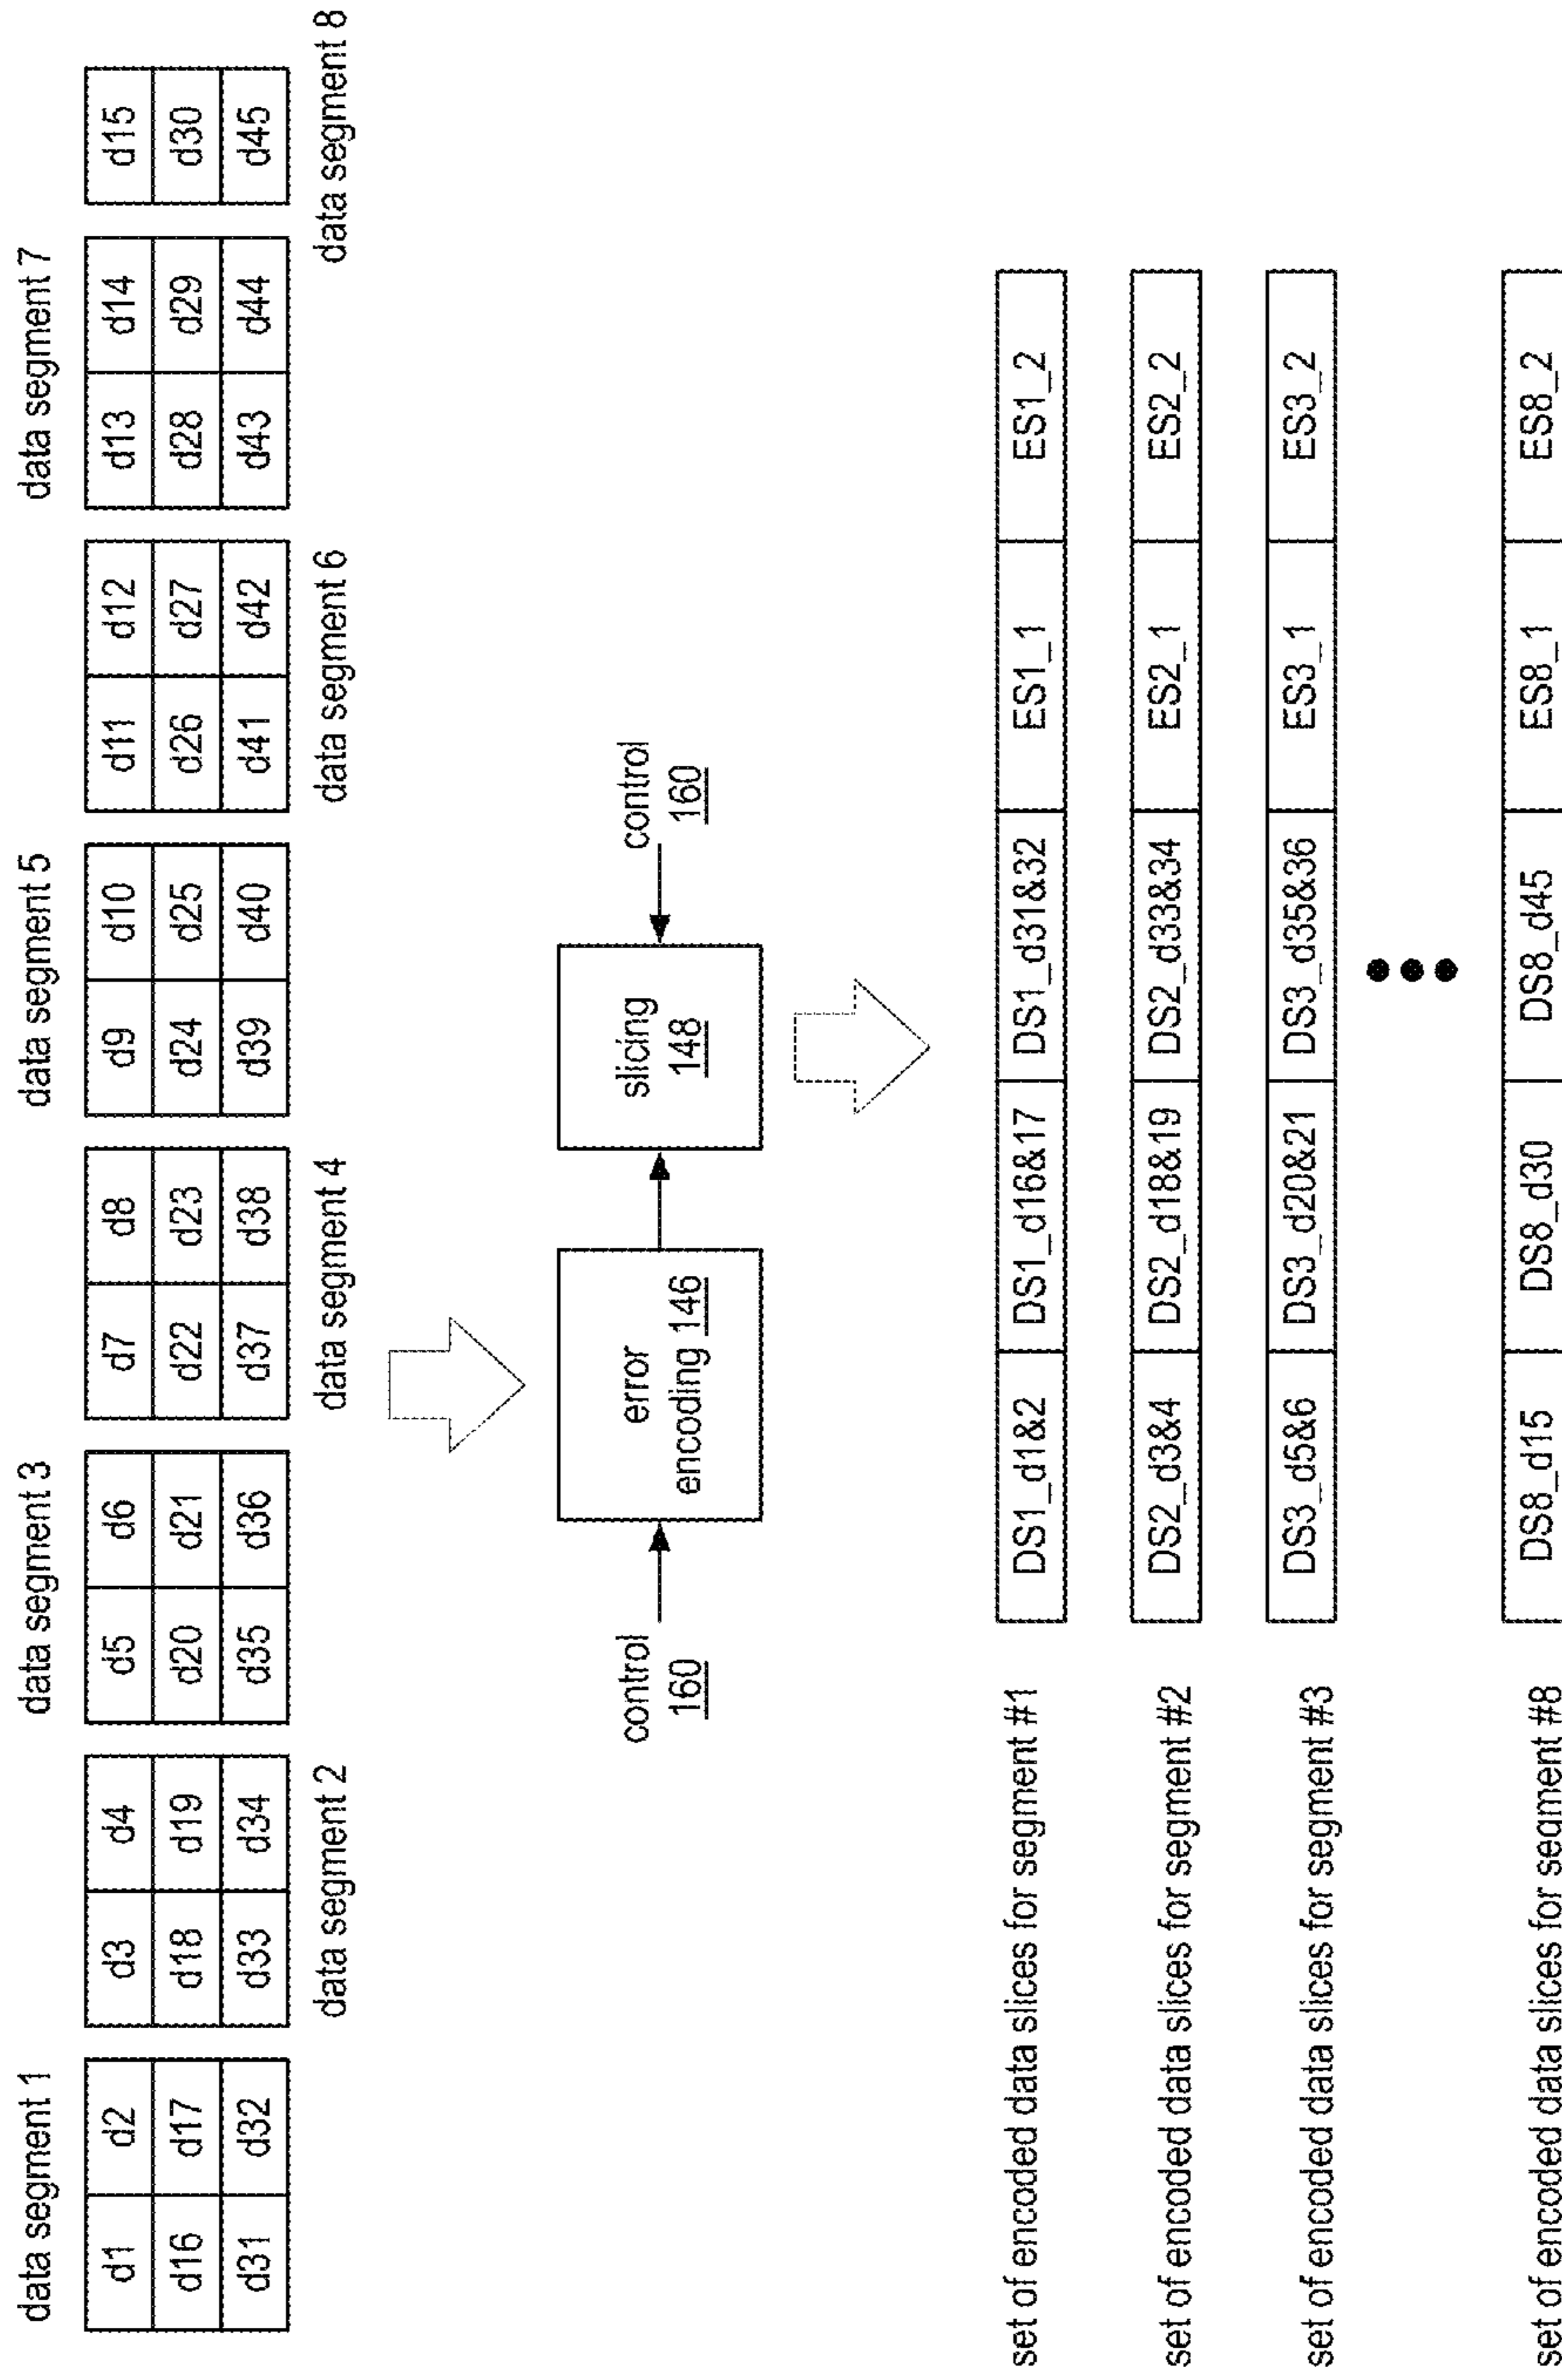 data segment 1
data segment 3
data segment 5
data segment 7
d1 d2 d3 d4 d5 d6 d7 d8 d9 d10 d11 d12 d13 d14 d15
d16 d17 d18 d19 d20 d21 d22 d23 d24 d25 d26 d27 d28 d29 d30
d31 d32 d33 d34 d35 d36 d37 d38 d39 d40 d41 d42 d43 d44 d45
data segment 2
data segment 4
data segment 6
data segment 8
control
160
error
encoding 146
slicing
148
control
160
set of encoded data slices for segment #1 DS1_d1&2 DS1_d16&17 DS1_d31&32 ES1_1 ES1_2
set of encoded data slices for segment #2 DS2_d3&4 DS2_d18&19 DS2_d33&34 ES2_1 ES2_2
set of encoded data slices for segment #3 DS3_d5&6 DS3_d20&21 DS3_d35&36 ES3_1 ES3_2
set of encoded data slices for segment #8 DS8_d15 DS8_d30 DS8_d45 ES8_1 ES8_2